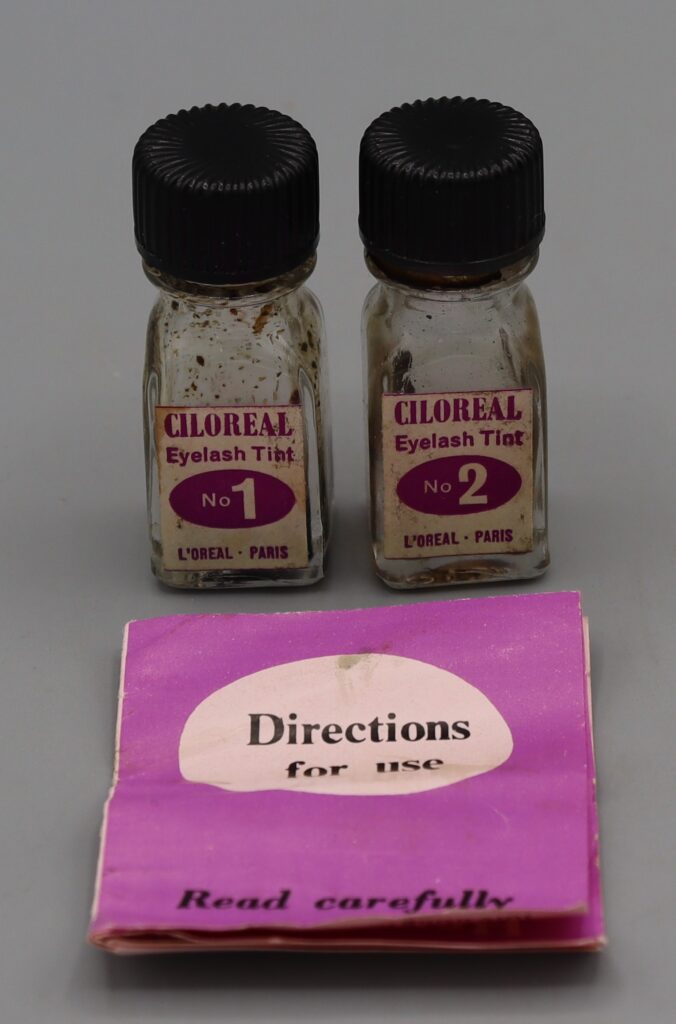 CILOREAL
Eyelash Tint
No 1
L'OREAL · PARIS
CILOREAL
Eyelash Tint
No 2
L'OREAL · PARIS
Directions
for use
Read carefully